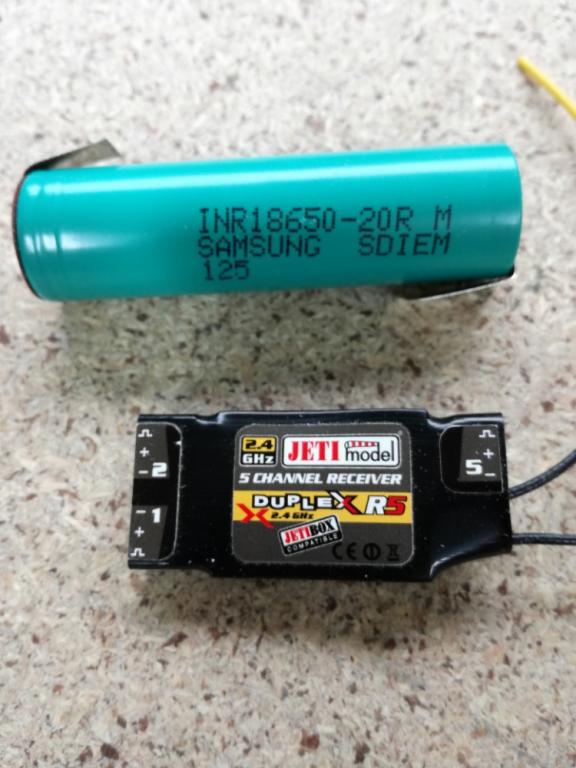 INR18650-20R M
SAMSUNG SDIEM
125
2.4 GHz JETI model
5 CHANNEL RECEIVER
DUPLEX R5
2.4 GHz
JETIBOX
COMPATIBLE
CE
+
- 2
- 1
+
5 -
+